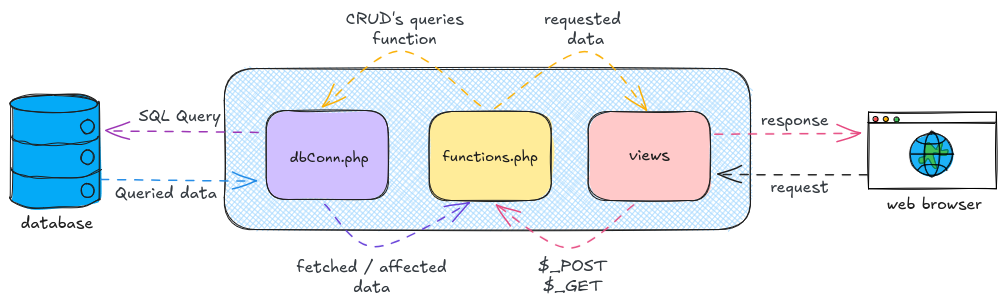 CRUD's queries
function
requested
data
SQL Query
Queried data
database
dbConn.php
functions.php
views
response
request
web browser
fetched / affected
data
$_POST
$_GET